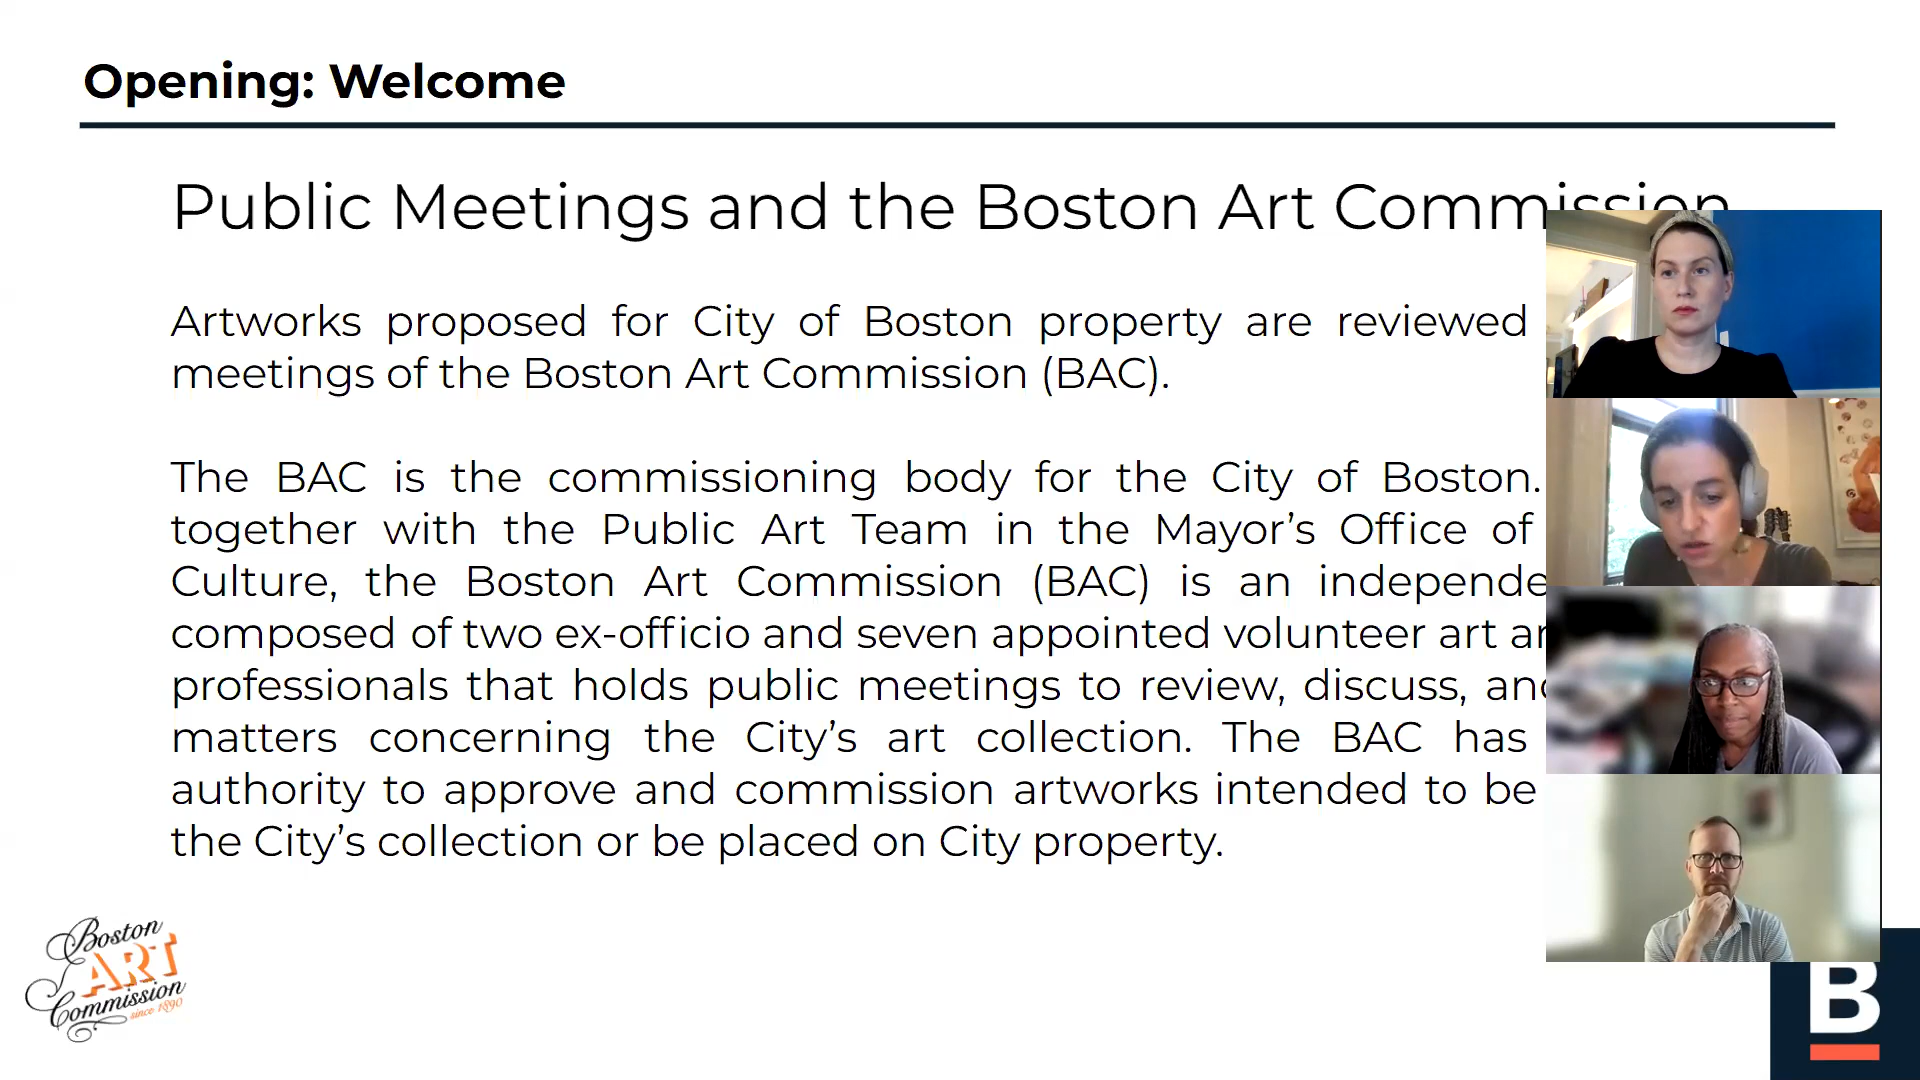 Opening: Welcome
Public Meetings and the Boston Art Commission
Artworks proposed for City of Boston property are reviewed
meetings of the Boston Art Commission (BAC).
The BAC is the commissioning body for the City of Boston.
together with the Public Art Team in the Mayor's Office of
Culture, the Boston Art Commission (BAC) is an
composed of two ex-officio and seven appointed volunteer art
professionals that holds public meetings to review, discuss,
matters concerning the City's art collection. The BAC has
authority to approve and commission artworks intended to be
the City's collection or be placed on City property.
Boston
ART
Commission
since 1890
B